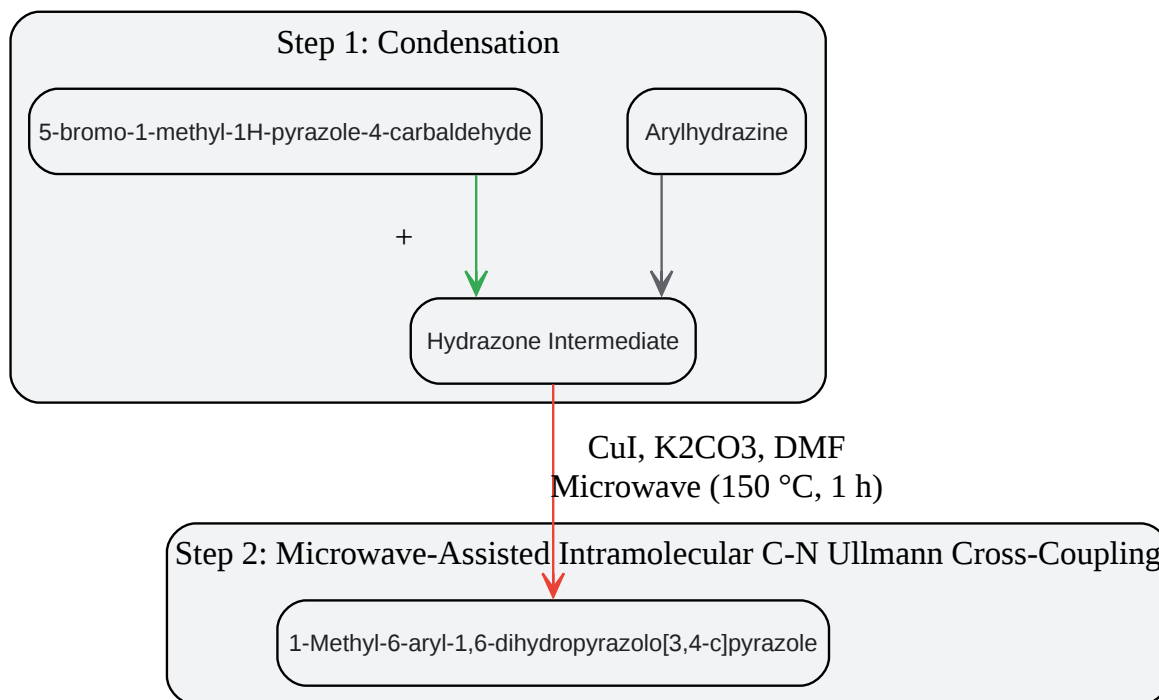 Step 1: Condensation
5-bromo-1-methyl-1H-pyrazole-4-carbaldehyde
Arylhydrazine
+
Hydrazone Intermediate
CuI, K2CO3, DMF
Microwave (150 °C, 1 h)
Step 2: Microwave-Assisted Intramolecular C-N Ullmann Cross-Coupling
1-Methyl-6-aryl-1,6-dihydropyrazolo[3,4-c]pyrazole